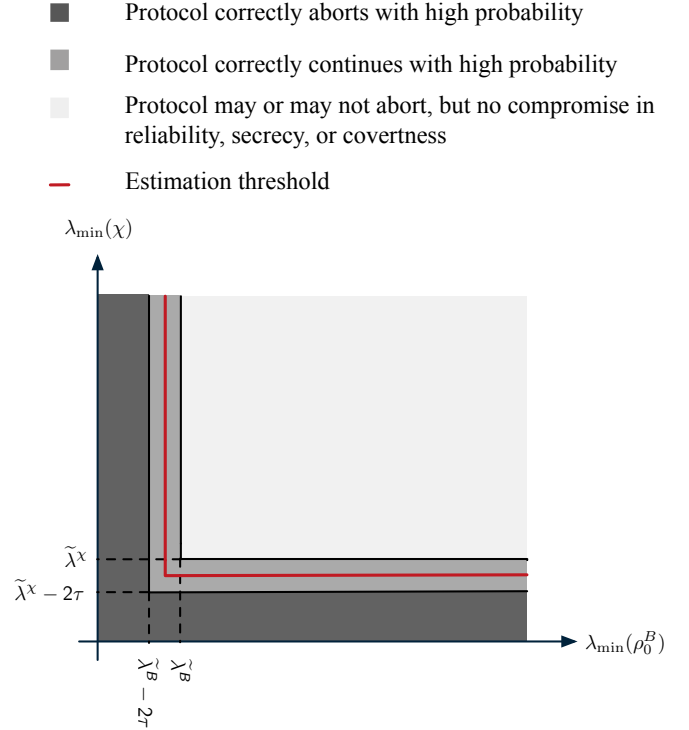 Protocol correctly aborts with high probability
Protocol correctly continues with high probability
Protocol may or may not abort, but no compromise in
reliability, secrecy, or covertness
Estimation threshold
λ_min(χ)
λ̃^χ
λ̃^χ − 2τ
λ_min(ρ_0^B)
λ̃^B − 2τ
λ̃^B